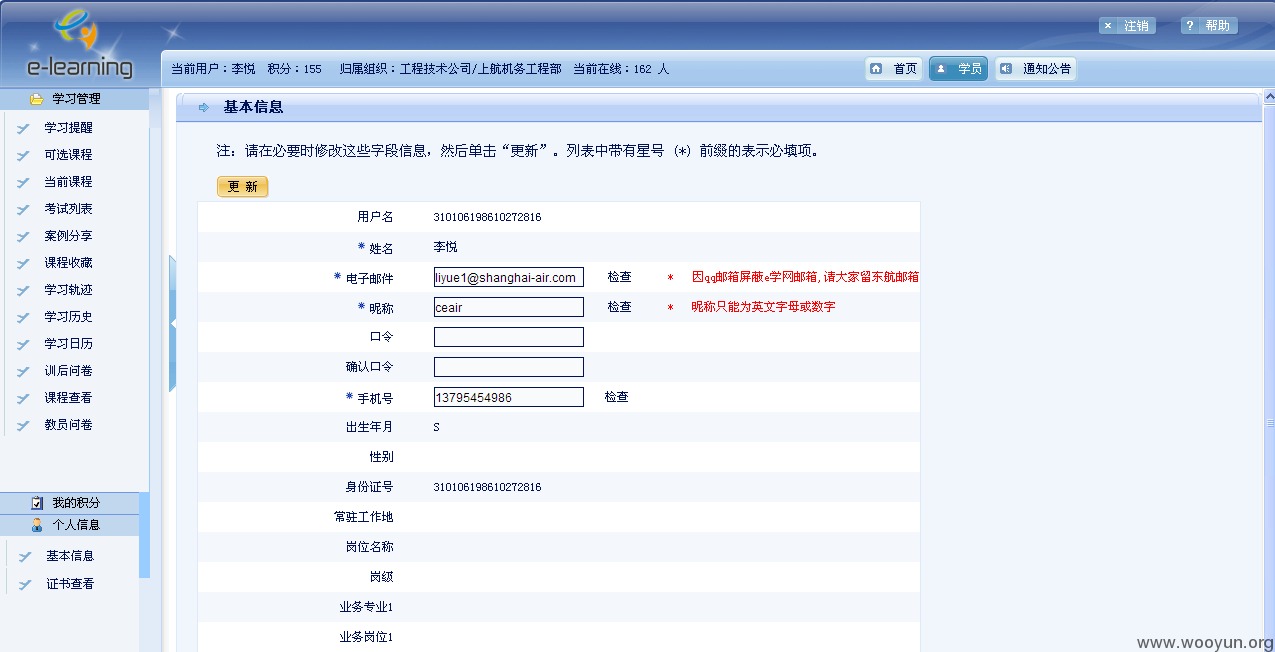 × 注销 ? 帮助
e-learning
当前用户：李悦 积分：155 归属组织：工程技术公司/上航机务工程部 当前在线：162 人
首页 学员 通知公告
学习管理
学习提醒
可选课程
当前课程
考试列表
案例分享
课程收藏
学习轨迹
学习历史
学习日历
训后问卷
课程查看
教员问卷
我的积分
个人信息
基本信息
证书查看
基本信息
注：请在必要时修改这些字段信息，然后单击“更新”。列表中带有星号（*）前缀的表示必填项。
更 新
用户名 310106198610272816
* 姓名 李悦
* 电子邮件 liyue1@shanghai-air.com 检查 * 因qq邮箱屏蔽e学网邮箱,请大家留东航邮箱
* 昵称 ceair 检查 * 昵称只能为英文字母或数字
口令
确认口令
* 手机号 13795454986 检查
出生年月 S
性别
身份证号 310106198610272816
常驻工作地
岗位名称
岗级
业务专业1
业务岗位1
www.wooyun.org